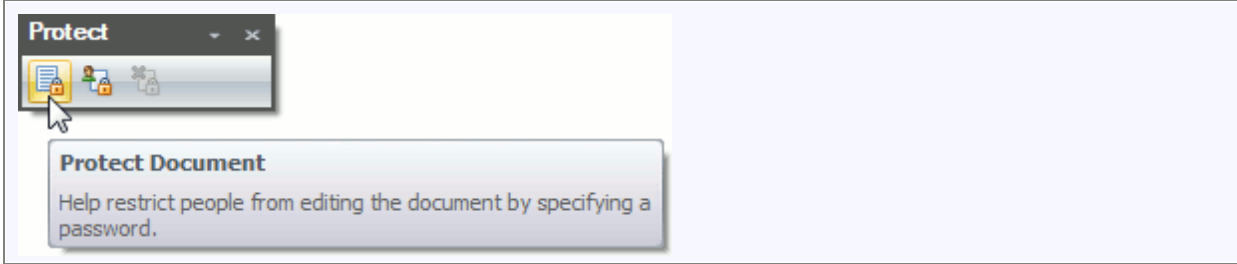 Protect
Protect Document
Help restrict people from editing the document by specifying a
password.